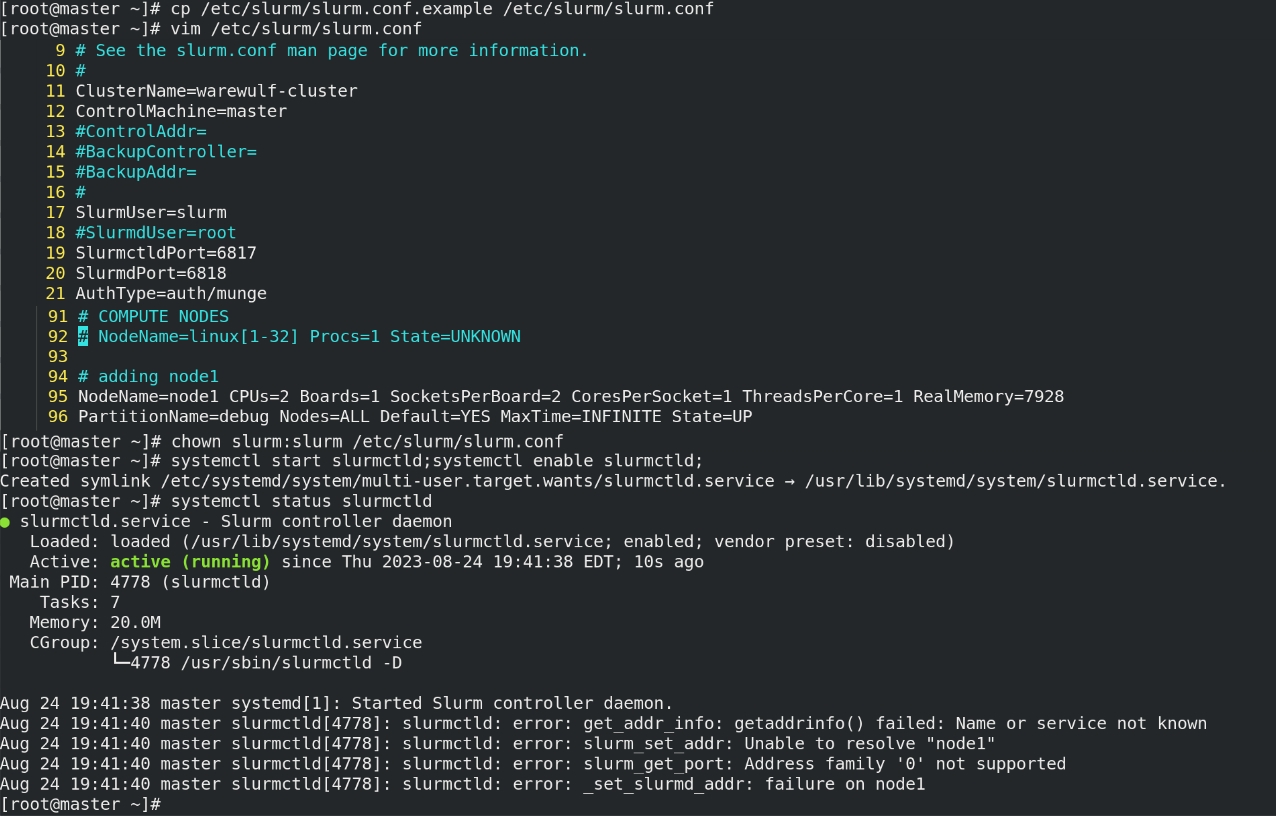 [root@master ~]# cp /etc/slurm/slurm.conf.example /etc/slurm/slurm.conf
[root@master ~]# vim /etc/slurm/slurm.conf
9 # See the slurm.conf man page for more information.
10 #
11 ClusterName=warewulf-cluster
12 ControlMachine=master
13 #ControlAddr=
14 #BackupController=
15 #BackupAddr=
16 #
17 SlurmUser=slurm
18 #SlurmdUser=root
19 SlurmctldPort=6817
20 SlurmdPort=6818
21 AuthType=auth/munge
91 # COMPUTE NODES
92 # NodeName=linux[1-32] Procs=1 State=UNKNOWN
93
94 # adding node1
95 NodeName=node1 CPUs=2 Boards=1 SocketsPerBoard=2 CoresPerSocket=1 ThreadsPerCore=1 RealMemory=7928
96 PartitionName=debug Nodes=ALL Default=YES MaxTime=INFINITE State=UP
[root@master ~]# chown slurm:slurm /etc/slurm/slurm.conf
[root@master ~]# systemctl start slurmctld;systemctl enable slurmctld;
Created symlink /etc/systemd/system/multi-user.target.wants/slurmctld.service → /usr/lib/systemd/system/slurmctld.service.
[root@master ~]# systemctl status slurmctld
● slurmctld.service - Slurm controller daemon
Loaded: loaded (/usr/lib/systemd/system/slurmctld.service; enabled; vendor preset: disabled)
Active: active (running) since Thu 2023-08-24 19:41:38 EDT; 10s ago
Main PID: 4778 (slurmctld)
Tasks: 7
Memory: 20.0M
CGroup: /system.slice/slurmctld.service
└─4778 /usr/sbin/slurmctld -D
Aug 24 19:41:38 master systemd[1]: Started Slurm controller daemon.
Aug 24 19:41:40 master slurmctld[4778]: slurmctld: error: get_addr_info: getaddrinfo() failed: Name or service not known
Aug 24 19:41:40 master slurmctld[4778]: slurmctld: error: slurm_set_addr: Unable to resolve "node1"
Aug 24 19:41:40 master slurmctld[4778]: slurmctld: error: slurm_get_port: Address family '0' not supported
Aug 24 19:41:40 master slurmctld[4778]: slurmctld: error: _set_slurmd_addr: failure on node1
[root@master ~]#